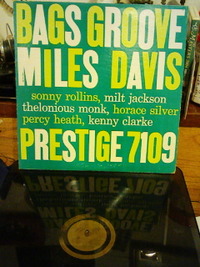 BAGS GROOVE
MILES DAVIS
sonny rollins, milt jackson
thelonious monk, horace silver
percy heath, kenny clarke
PRESTIGE 7109